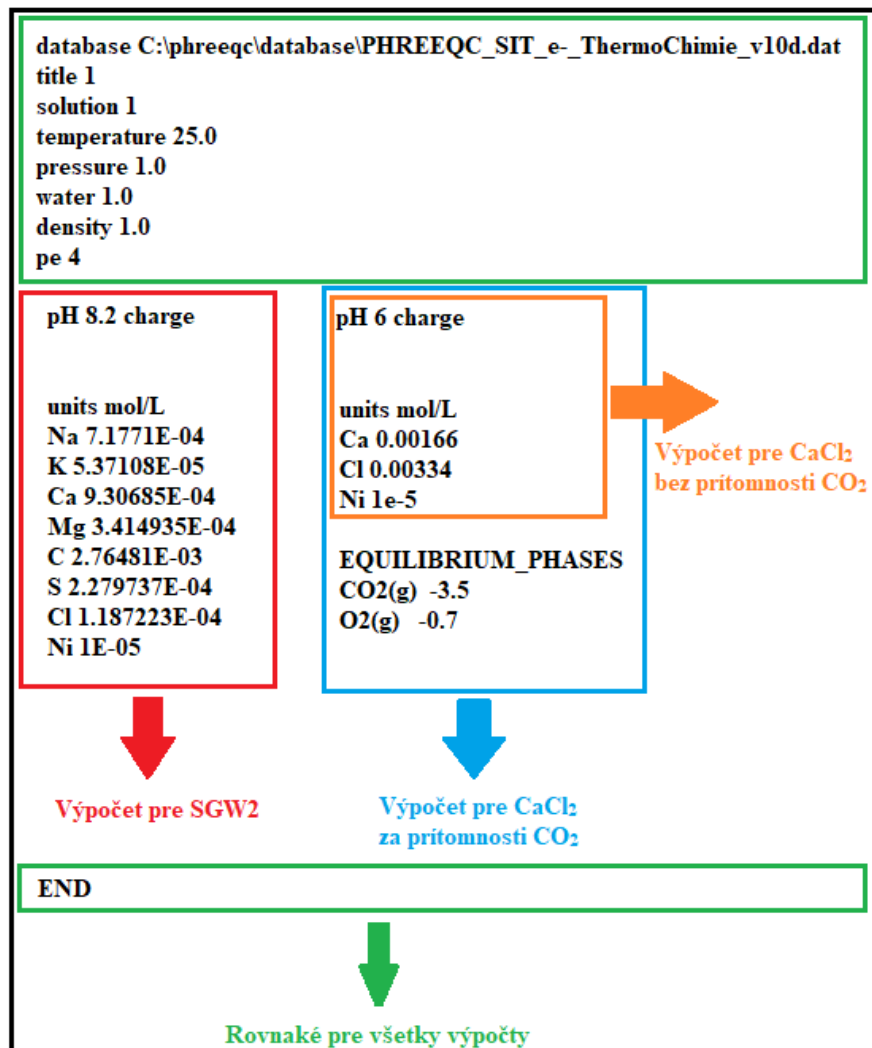 database C:\phreeqc\database\PHREEQC_SIT_e-_ThermoChimie_v10d.dat
title 1
solution 1
temperature 25.0
pressure 1.0
water 1.0
density 1.0
pe 4
pH 8.2 charge
units mol/L
Na 7.1771E-04
K 5.37108E-05
Ca 9.30685E-04
Mg 3.414935E-04
C 2.76481E-03
S 2.279737E-04
Cl 1.187223E-04
Ni 1E-05
Výpočet pre SGW2
pH 6 charge
units mol/L
Ca 0.00166
Cl 0.00334
Ni 1e-5
EQUILIBRIUM_PHASES
CO2(g) -3.5
O2(g) -0.7
Výpočet pre CaCl₂
bez prítomnosti CO₂
Výpočet pre CaCl₂
za prítomnosti CO₂
END
Rovnaké pre všetky výpočty